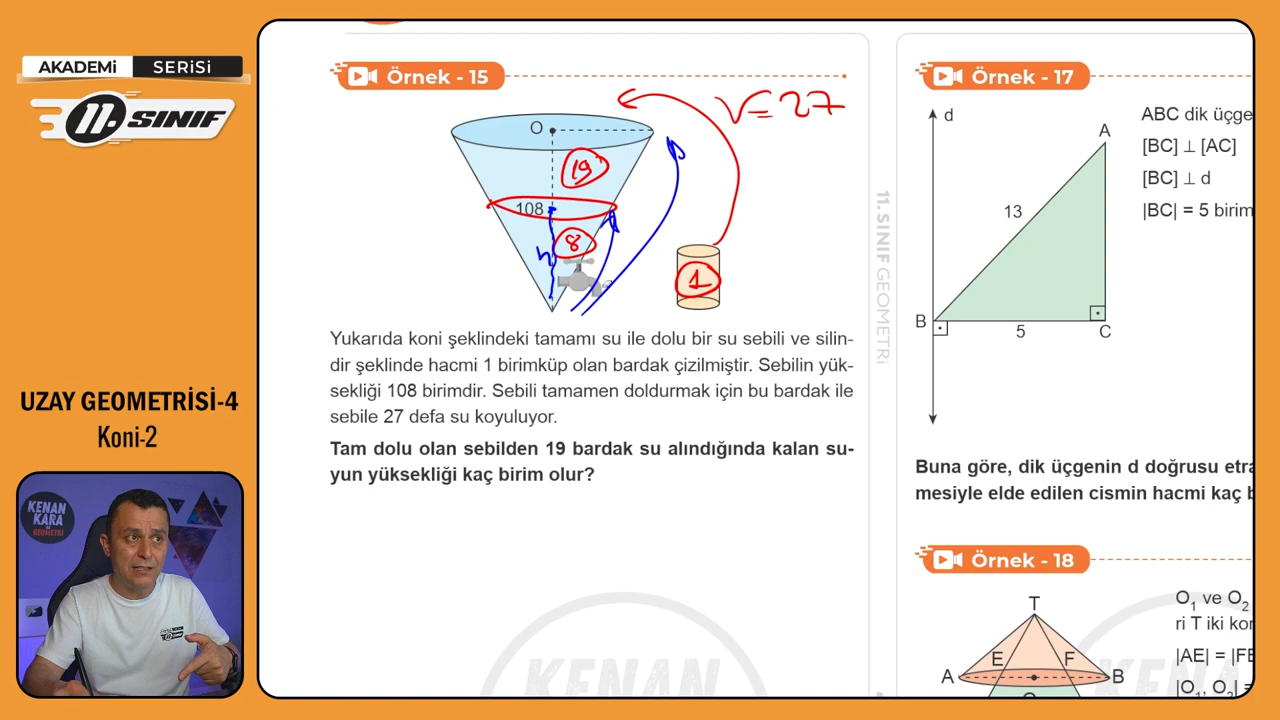 AKADEMİ SERİSİ
11. SINIF
UZAY GEOMETRİSİ-4
Koni-2
KENAN
KARA
GEOMETRİ
Örnek - 15
V=27
O
19
108
8
h
1
Yukarıda koni şeklindeki tamamı su ile dolu bir su sebili ve silin-
dir şeklinde hacmi 1 birimküp olan bardak çizilmiştir. Sebilin yük-
sekliği 108 birimdir. Sebili tamamen doldurmak için bu bardak ile
sebile 27 defa su koyuluyor.
Tam dolu olan sebilden 19 bardak su alındığında kalan su-
yun yüksekliği kaç birim olur?
KENAN
11. SINIF GEOMETRİ
Örnek - 17
d
A
13
B
5
C
ABC dik üçge
[BC] ⊥ [AC]
[BC] ⊥ d
|BC| = 5 birim
Buna göre, dik üçgenin d doğrusu etra
mesiyle elde edilen cismin hacmi kaç b
Örnek - 18
T
E
F
A
B
O₁ ve O₂
ri T iki kor
|AE| = |FE
|O₁, O₂| =
KENAN